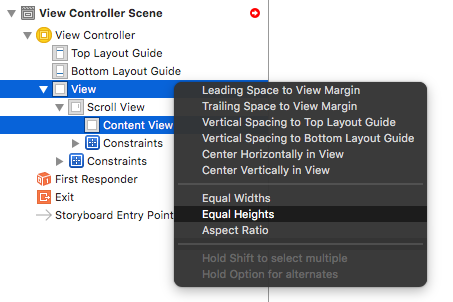 View Controller Scene
View Controller
Top Layout Guide
Bottom Layout Guide
View
Scroll View
Content View
Constraints
Constraints
First Responder
Exit
Storyboard Entry Point
Leading Space to View Margin
Trailing Space to View Margin
Vertical Spacing to Top Layout Guide
Vertical Spacing to Bottom Layout Guide
Center Horizontally in View
Center Vertically in View
Equal Widths
Equal Heights
Aspect Ratio
Hold Shift to select multiple
Hold Option for alternates